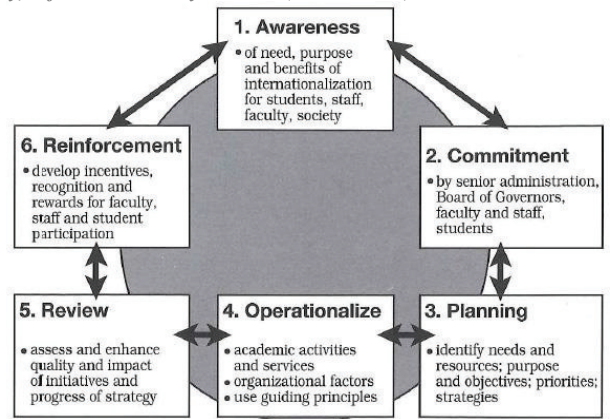 1. Awareness
• of need, purpose
and benefits of
internationalization
for students, staff,
faculty, society
2. Commitment
• by senior administration,
Board of Governors,
faculty and staff,
students
3. Planning
• identify needs and
resources; purpose
and objectives; priorities;
strategies
4. Operationalize
• academic activities
and services
• organizational factors
• use guiding principles
5. Review
• assess and enhance
quality and impact
of initiatives and
progress of strategy
6. Reinforcement
• develop incentives,
recognition and
rewards for faculty,
staff and student
participation